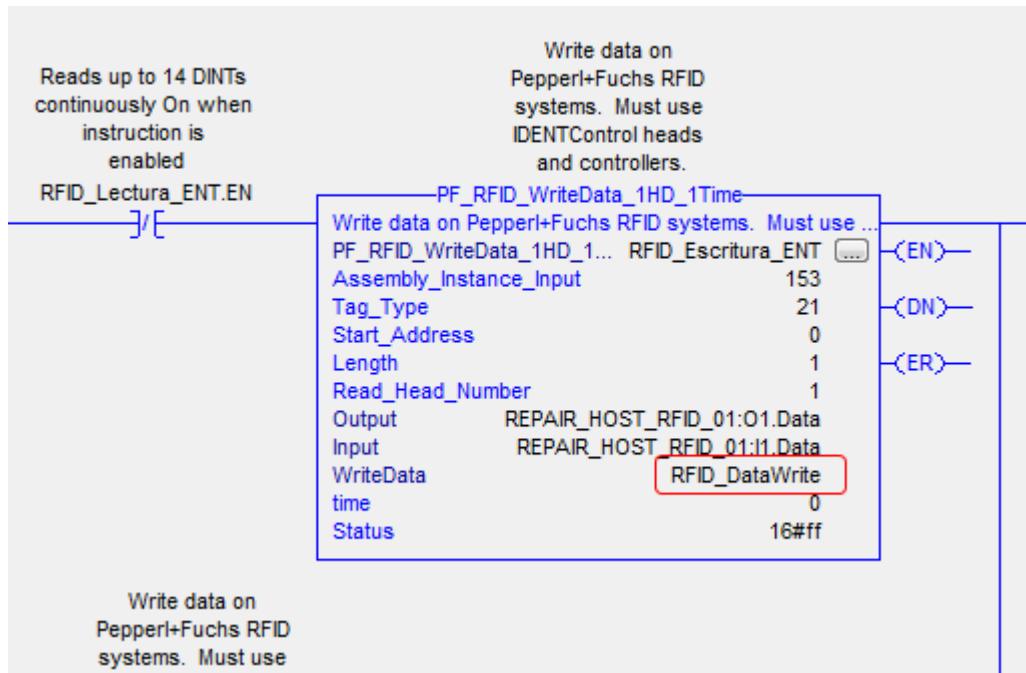 Reads up to 14 DINTs
continuously On when
instruction is
enabled
RFID_Lectura_ENT.EN
Write data on
Pepperl+Fuchs RFID
systems. Must use
IDENTControl heads
and controllers.
PF_RFID_WriteData_1HD_1Time
Write data on Pepperl+Fuchs RFID systems. Must use ...
PF_RFID_WriteData_1HD_1... RFID_Escritura_ENT ...
Assembly_Instance_Input 153
Tag_Type 21
Start_Address 0
Length 1
Read_Head_Number 1
Output REPAIR_HOST_RFID_01:O1.Data
Input REPAIR_HOST_RFID_01:I1.Data
WriteData RFID_DataWrite
time 0
Status 16#ff
EN
DN
ER
Write data on
Pepperl+Fuchs RFID
systems. Must use